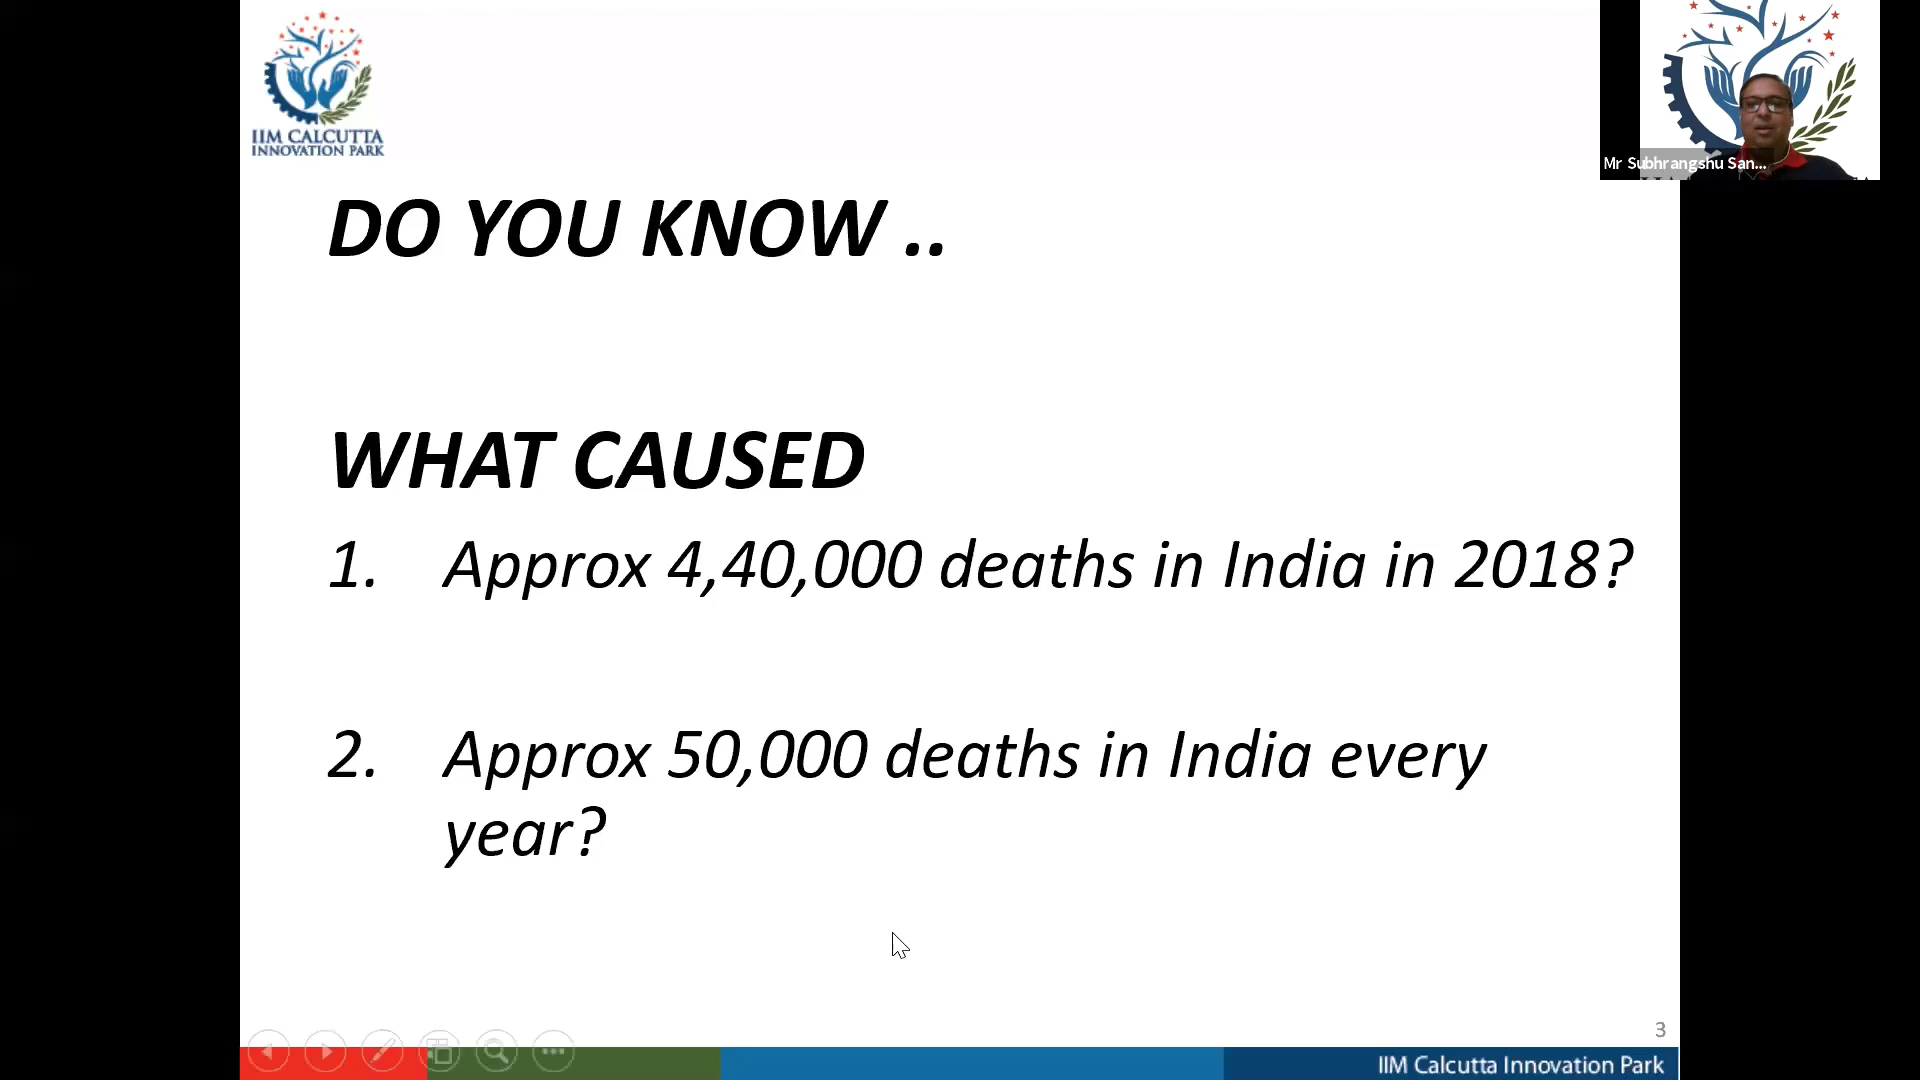 IIM CALCUTTA
INNOVATION PARK
Mr Subhrangshu San...
DO YOU KNOW ..
WHAT CAUSED
1. Approx 4,40,000 deaths in India in 2018?
2. Approx 50,000 deaths in India every
year?
3
IIM Calcutta Innovation Park